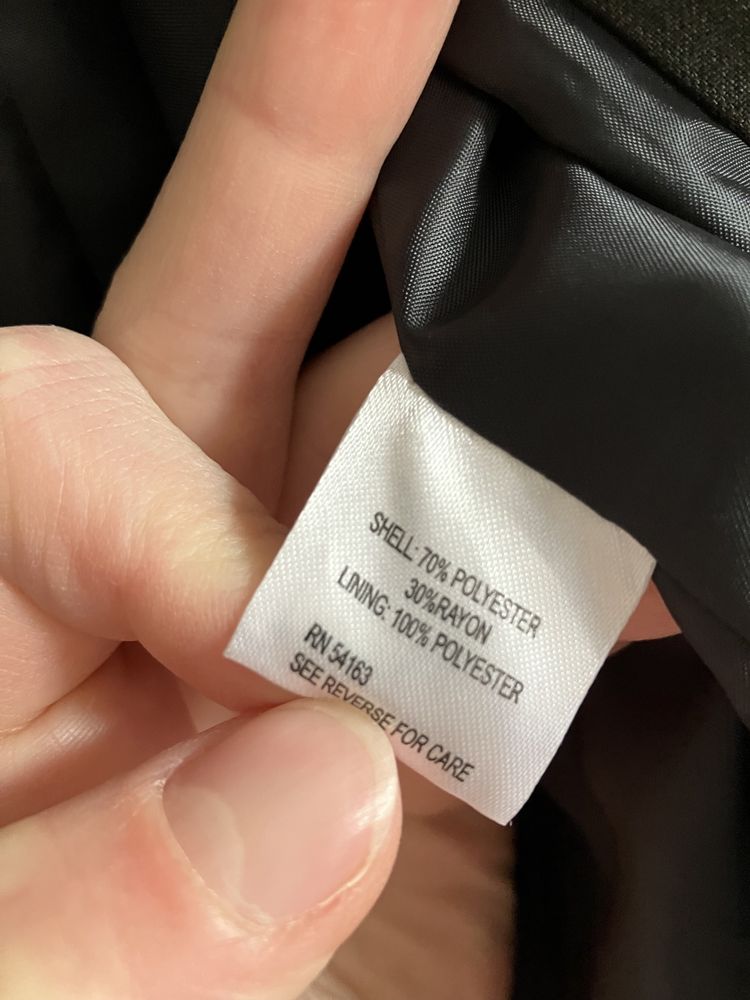 SHELL: 70% POLYESTER
30%RAYON
LINING: 100% POLYESTER
RN 54163
SEE REVERSE FOR CARE